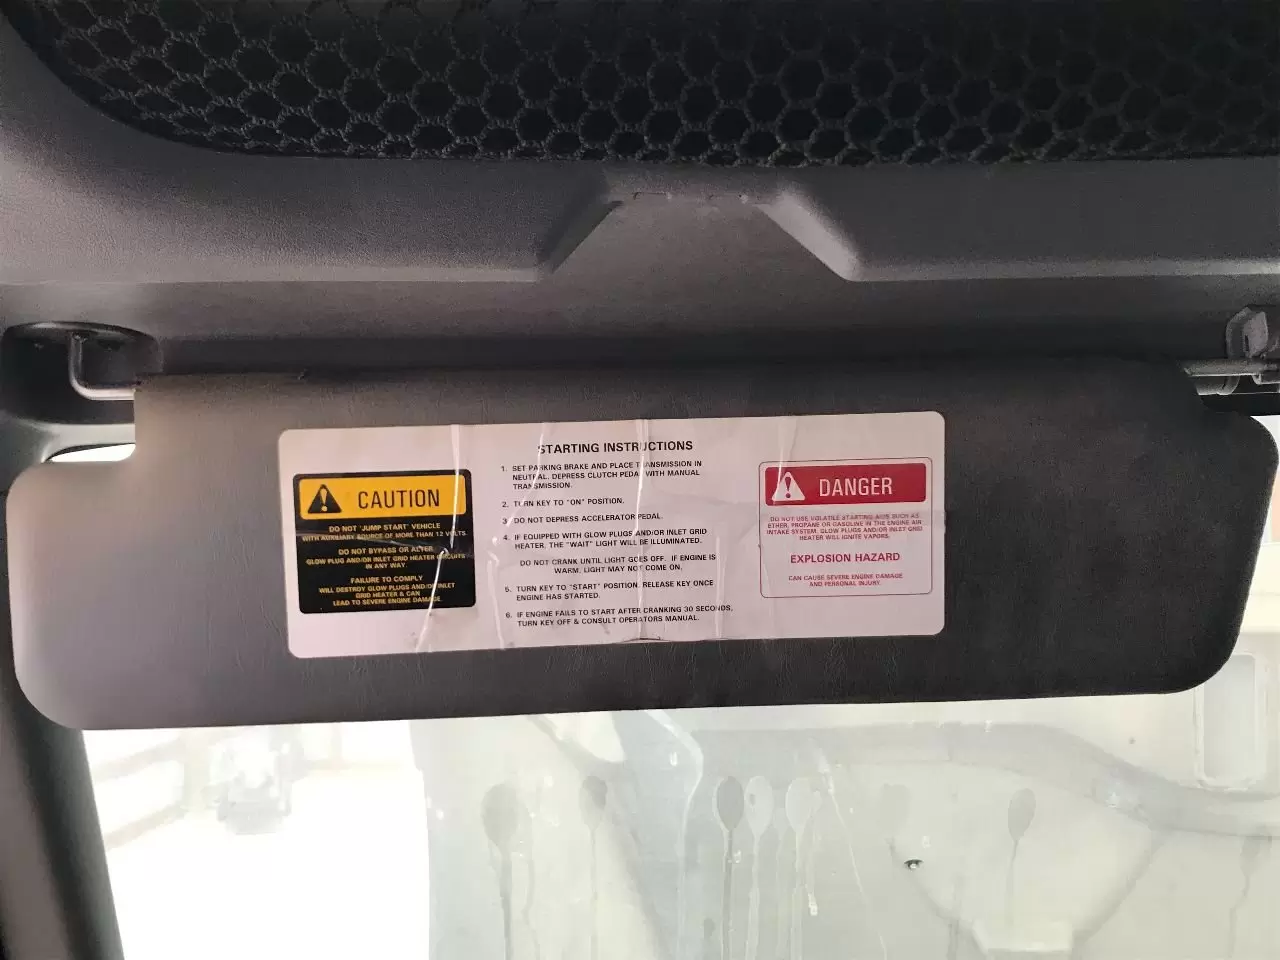 STARTING INSTRUCTIONS
CAUTION
DO NOT 'JUMP START' VEHICLE
WITH AUXILIARY SOURCE OF MORE THAN 12 VOLTS
DO NOT BYPASS OR ALTER
GLOW PLUG AND/OR INLET GRID HEATER CIRCUITS
IN ANY WAY
FAILURE TO COMPLY
WILL DESTROY GLOW PLUGS AND/OR INLET
GRID HEATER & CAN
LEAD TO SEVERE ENGINE DAMAGE
1. SET PARKING BRAKE AND PLACE TRANSMISSION IN
NEUTRAL. DEPRESS CLUTCH PEDAL WITH MANUAL
TRANSMISSION.
2. TURN KEY TO "ON" POSITION.
3. DO NOT DEPRESS ACCELERATOR PEDAL.
4. IF EQUIPPED WITH GLOW PLUGS AND/OR INLET GRID
HEATER, THE "WAIT" LIGHT WILL BE ILLUMINATED.
DO NOT CRANK UNTIL LIGHT GOES OFF. IF ENGINE IS
WARM, LIGHT MAY NOT COME ON.
5. TURN KEY TO "START" POSITION. RELEASE KEY ONCE
ENGINE HAS STARTED.
6. IF ENGINE FAILS TO START AFTER CRANKING 30 SECONDS,
TURN KEY OFF & CONSULT OPERATORS MANUAL.
DANGER
DO NOT USE VOLATILE STARTING AIDS SUCH AS
ETHER, PROPANE OR GASOLINE IN THE ENGINE AIR
INTAKE SYSTEM. GLOW PLUGS AND/OR INLET GRID
HEATER WILL IGNITE VAPORS.
EXPLOSION HAZARD
CAN CAUSE SEVERE ENGINE DAMAGE
AND PERSONAL INJURY.